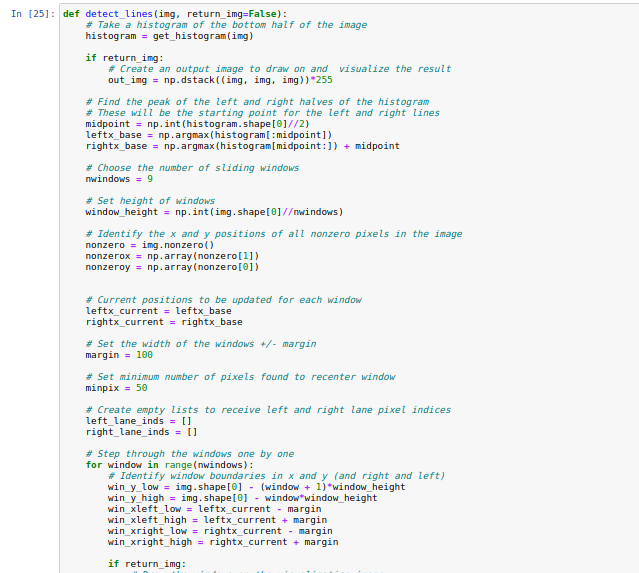 In [25]: def detect_lines(img, return_img=False):
    # Take a histogram of the bottom half of the image
    histogram = get_histogram(img)

    if return_img:
        # Create an output image to draw on and  visualize the result
        out_img = np.dstack((img, img, img))*255

    # Find the peak of the left and right halves of the histogram
    # These will be the starting point for the left and right lines
    midpoint = np.int(histogram.shape[0]//2)
    leftx_base = np.argmax(histogram[:midpoint])
    rightx_base = np.argmax(histogram[midpoint:]) + midpoint

    # Choose the number of sliding windows
    nwindows = 9

    # Set height of windows
    window_height = np.int(img.shape[0]//nwindows)

    # Identify the x and y positions of all nonzero pixels in the image
    nonzero = img.nonzero()
    nonzerox = np.array(nonzero[1])
    nonzeroy = np.array(nonzero[0])


    # Current positions to be updated for each window
    leftx_current = leftx_base
    rightx_current = rightx_base

    # Set the width of the windows +/- margin
    margin = 100

    # Set minimum number of pixels found to recenter window
    minpix = 50

    # Create empty lists to receive left and right lane pixel indices
    left_lane_inds = []
    right_lane_inds = []

    # Step through the windows one by one
    for window in range(nwindows):
        # Identify window boundaries in x and y (and right and left)
        win_y_low = img.shape[0] - (window + 1)*window_height
        win_y_high = img.shape[0] - window*window_height
        win_xleft_low = leftx_current - margin
        win_xleft_high = leftx_current + margin
        win_xright_low = rightx_current - margin
        win_xright_high = rightx_current + margin

        if return_img: